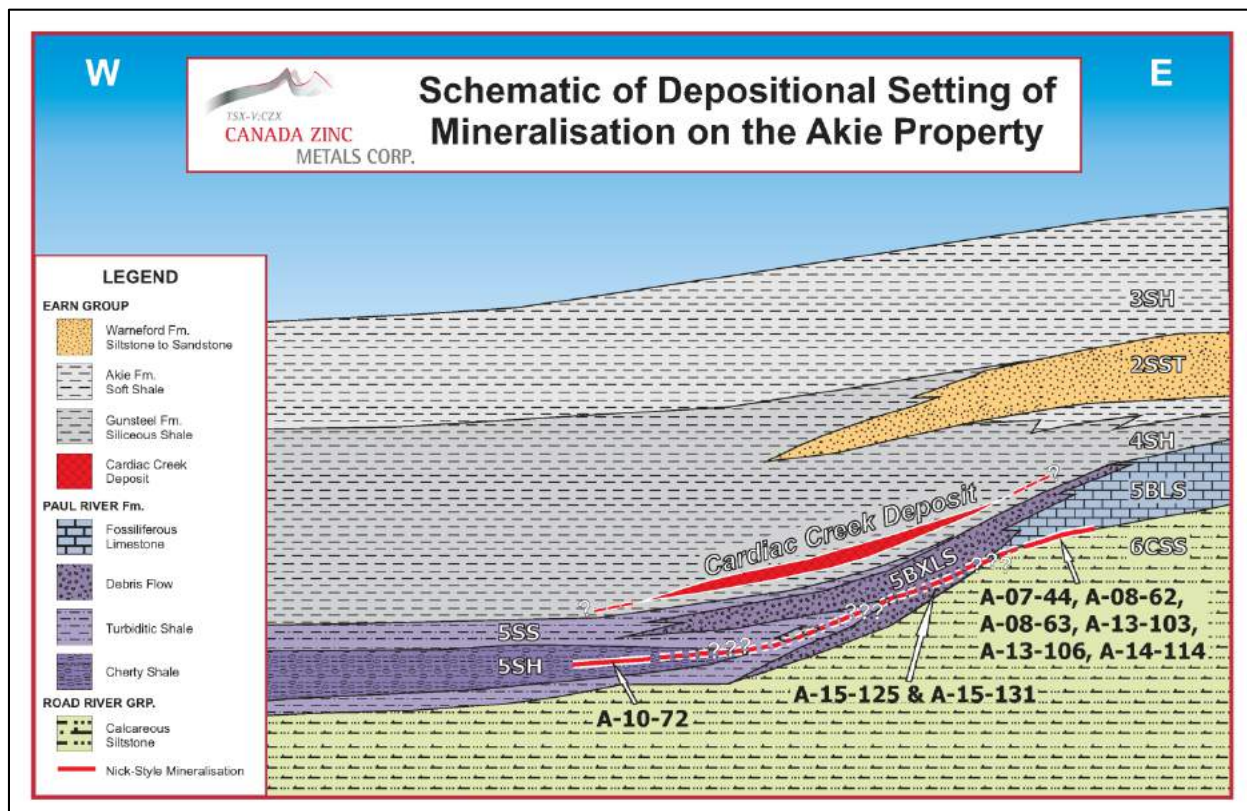 W
E
TSX-V:CZX
CANADA ZINC
METALS CORP.
Schematic of Depositional Setting of
Mineralisation on the Akie Property
LEGEND
EARN GROUP
Warneford Fm.
Siltstone to Sandstone
Akie Fm.
Soft Shale
Gunsteel Fm.
Siliceous Shale
Cardiac Creek
Deposit
PAUL RIVER Fm.
Fossiliferous
Limestone
Debris Flow
Turbiditic Shale
Cherty Shale
ROAD RIVER GRP.
Calcareous
Siltstone
Nick-Style Mineralisation
3SH
2SST
4SH
5BLS
6CSS
?
Cardiac Creek Deposit
?
5BXLS
???
???
???
5SS
5SH
A-07-44, A-08-62,
A-08-63, A-13-103,
A-13-106, A-14-114
A-15-125 & A-15-131
A-10-72